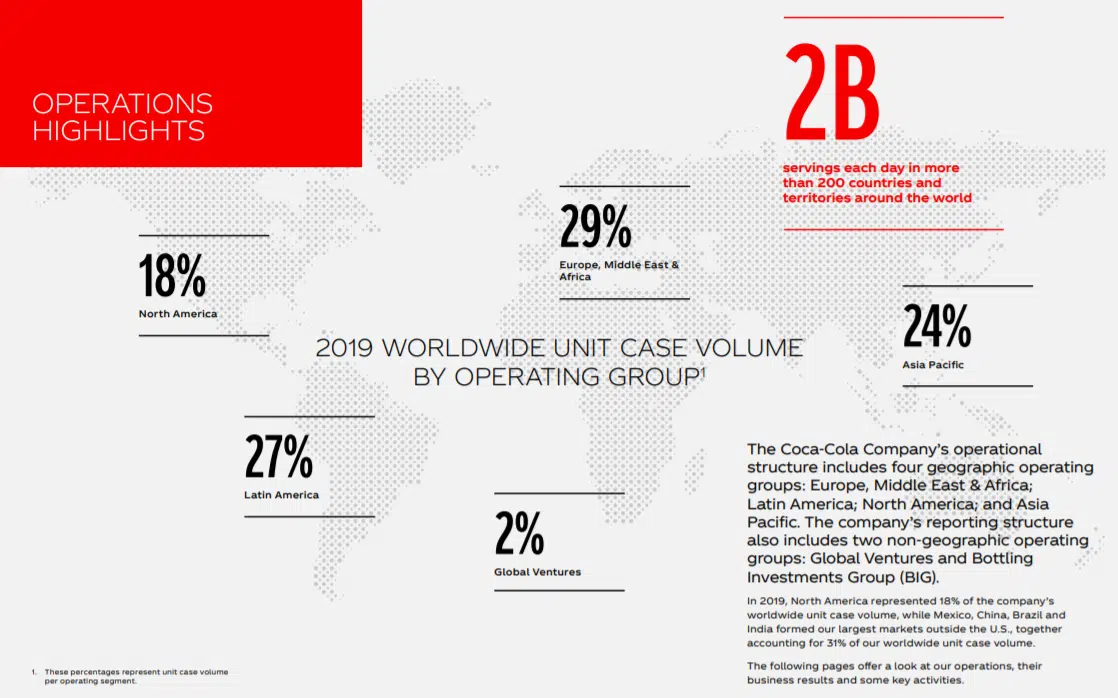 OPERATIONS
HIGHLIGHTS
2B
servings each day in more
than 200 countries and
territories around the world
29%
Europe, Middle East &
Africa
18%
North America
24%
Asia Pacific
2019 WORLDWIDE UNIT CASE VOLUME
BY OPERATING GROUP¹
27%
Latin America
2%
Global Ventures
The Coca-Cola Company’s operational
structure includes four geographic operating
groups: Europe, Middle East & Africa;
Latin America; North America; and Asia
Pacific. The company’s reporting structure
also includes two non-geographic operating
groups: Global Ventures and Bottling
Investments Group (BIG).
In 2019, North America represented 18% of the company’s
worldwide unit case volume, while Mexico, China, Brazil and
India formed our largest markets outside the U.S., together
accounting for 31% of our worldwide unit case volume.
The following pages offer a look at our operations, their
business results and some key activities.
1. These percentages represent unit case volume
per operating segment.